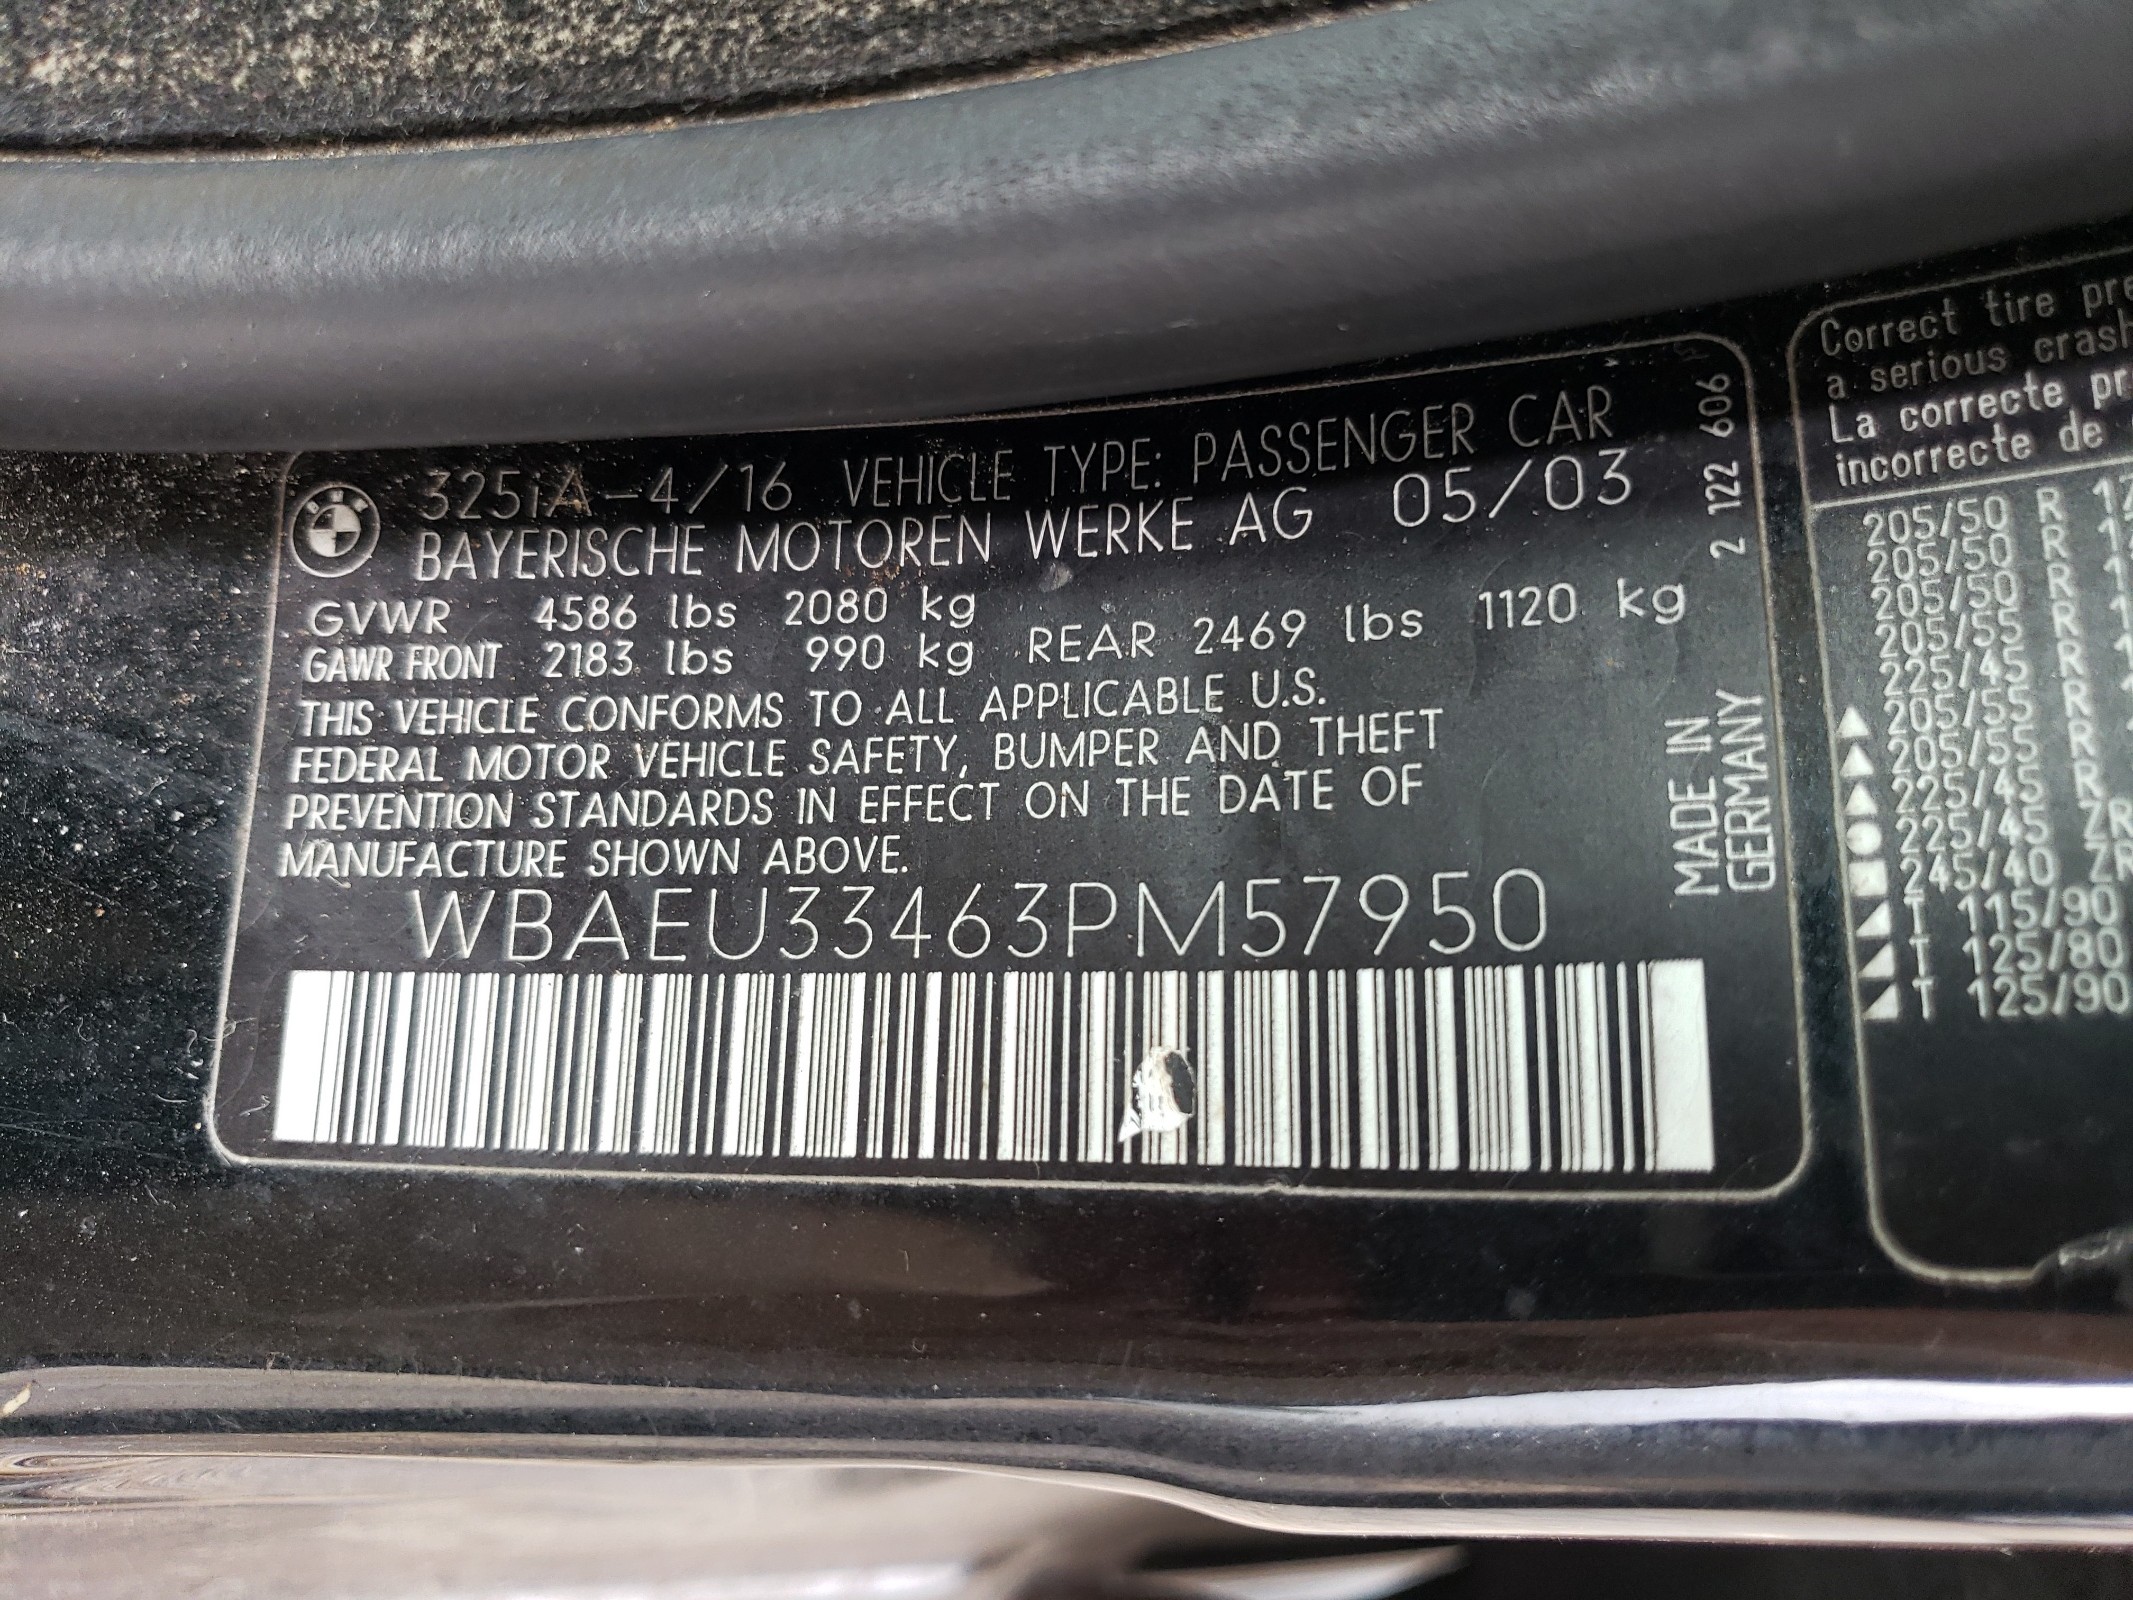 325iA-4/16 VEHICLE TYPE: PASSENGER CAR
BAYERISCHE MOTOREN WERKE AG 05/03
GVWR 4586 lbs 2080 kg
GAWR FRONT 2183 lbs 990 kg REAR 2469 lbs 1120 kg
THIS VEHICLE CONFORMS TO ALL APPLICABLE U.S.
FEDERAL MOTOR VEHICLE SAFETY, BUMPER AND THEFT
PREVENTION STANDARDS IN EFFECT ON THE DATE OF
MANUFACTURE SHOWN ABOVE.
WBAEU33463PM57950
2 122 606
MADE IN
GERMANY
Correct tire
a serious
La correcte
incorrecte de
205/50 R
205/50 R
205/50 R
205/55 R
225/45 R
205/55 R
205/55 R
225/45 R
225/45 ZR
245/40 ZR
T 115/90
T 125/80
T 125/90